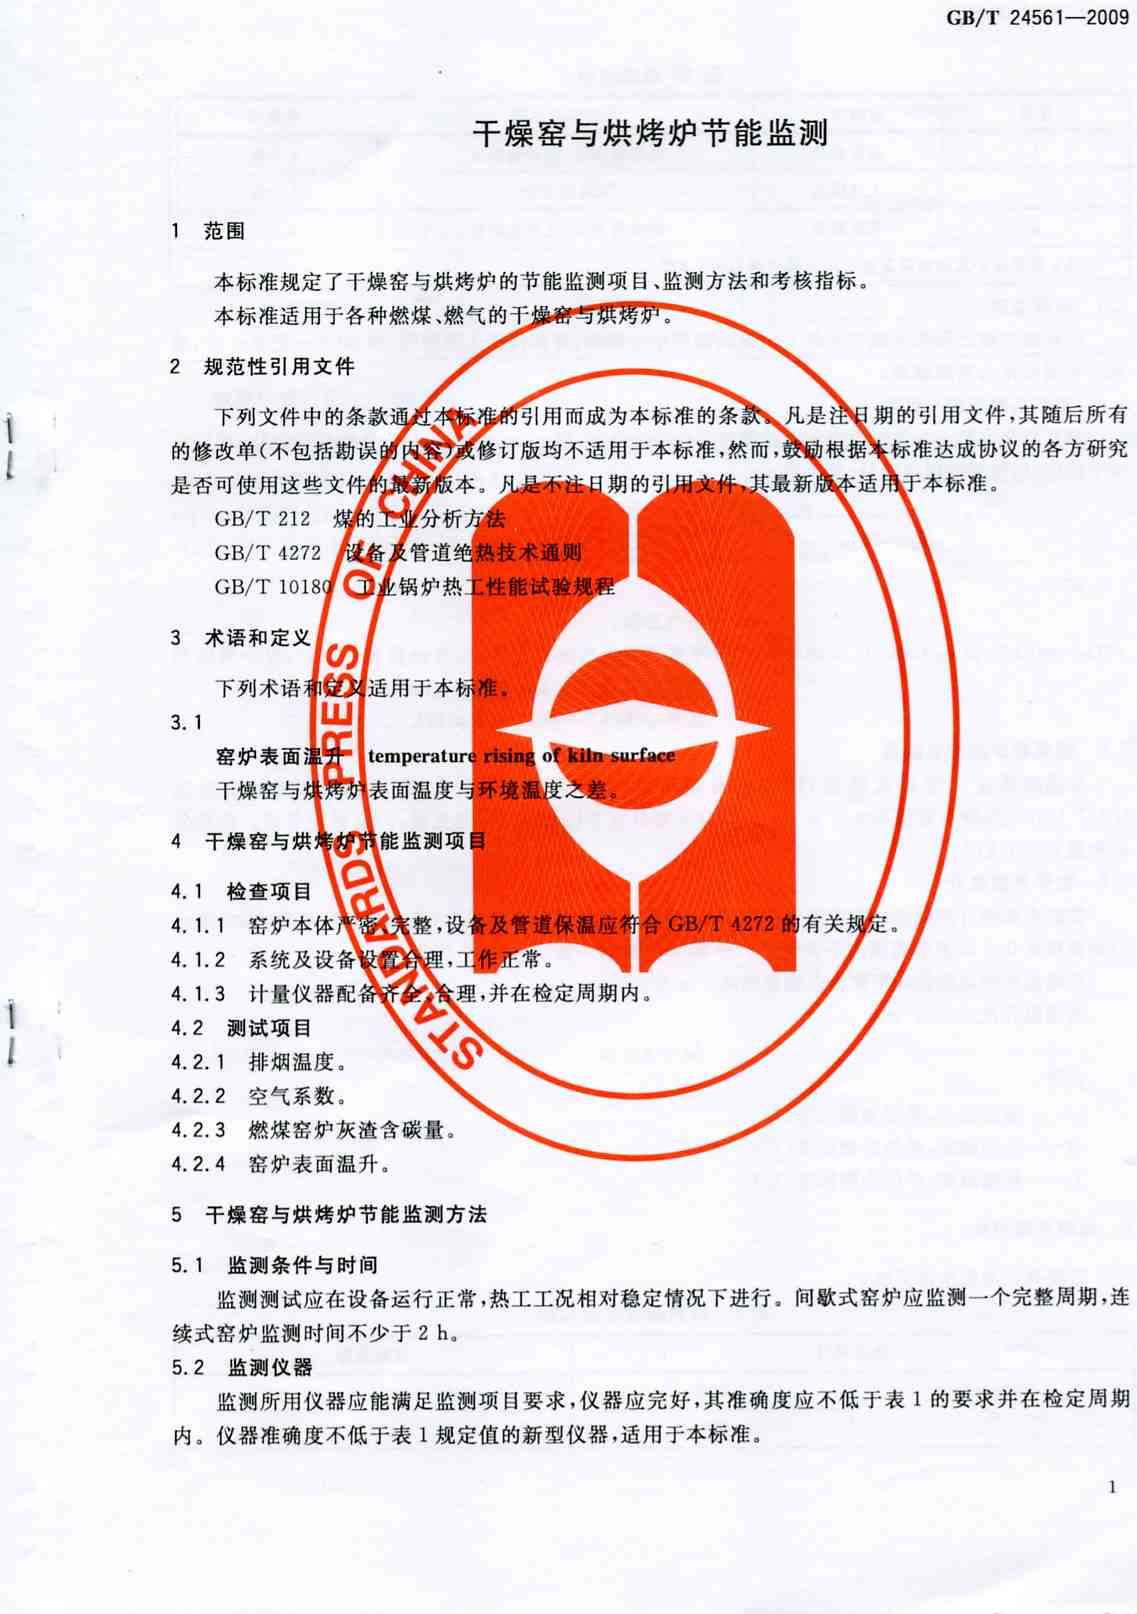 GB/T 24561—2009
干燥窑与烘烤炉节能监测
1 范围
本标准规定了干燥窑与烘烤炉的节能监测项目、监测方法和考核指标。
本标准适用于各种燃煤、燃气的干燥窑与烘烤炉。
2 规范性引用文件
下列文件中的条款通过本标准的引用而成为本标准的条款。凡是注日期的引用文件,其随后所有
的修改单(不包括勘误的内容)或修订版均不适用于本标准,然而,鼓励根据本标准达成协议的各方研究
是否可使用这些文件的最新版本。凡是不注日期的引用文件,其最新版本适用于本标准。
GB/T 212 煤的工业分析方法
GB/T 4272 设备及管道绝热技术通则
GB/T 10180 工业锅炉热工性能试验规程
3 术语和定义
下列术语和定义适用于本标准。
3.1
窑炉表面温升 temperature rising of kiln surface
干燥窑与烘烤炉表面温度与环境温度之差。
4 干燥窑与烘烤炉节能监测项目
4.1 检查项目
4.1.1 窑炉本体严密、完整,设备及管道保温应符合 GB/T 4272 的有关规定。
4.1.2 系统及设备设置合理,工作正常。
4.1.3 计量仪器配备齐全、合理,并在检定周期内。
4.2 测试项目
4.2.1 排烟温度。
4.2.2 空气系数。
4.2.3 燃煤窑炉灰渣含碳量。
4.2.4 窑炉表面温升。
5 干燥窑与烘烤炉节能监测方法
5.1 监测条件与时间
监测测试应在设备运行正常,热工工况相对稳定情况下进行。间歇式窑炉应监测一个完整周期,连
续式窑炉监测时间不少于 2 h。
5.2 监测仪器
监测所用仪器应能满足监测项目要求,仪器应完好,其准确度应不低于表 1 的要求并在检定周期
内。仪器准确度不低于表 1 规定值的新型仪器,适用于本标准。
1
STANDARDS PRESS OF CHINA